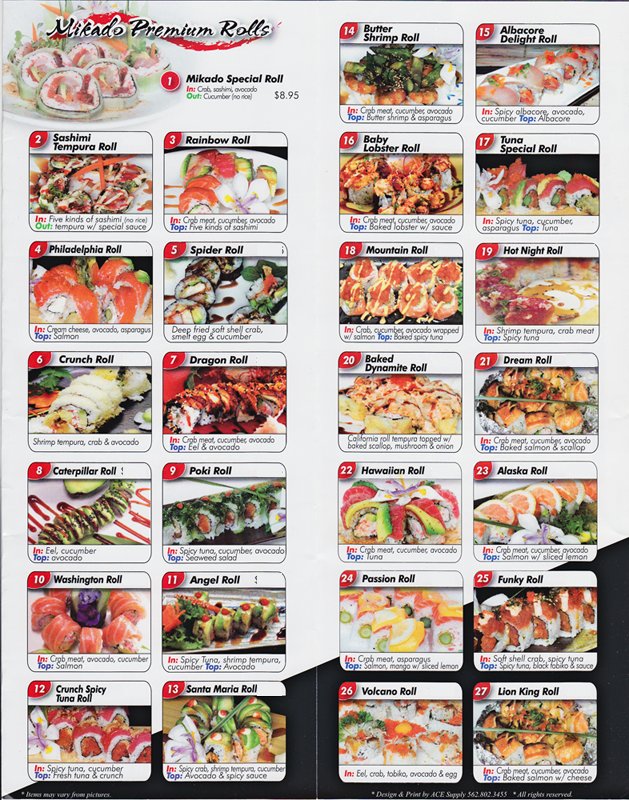 Mikado Premium Rolls
1 Mikado Special Roll
In: Crab, sashimi, avocado
Out: Cucumber (no rice) $8.95
2 Sashimi
Tempura Roll
In: Five kinds of sashimi (no rice)
Out: tempura w/ special sauce
3 Rainbow Roll
In: Crab meat, cucumber, avocado
Top: Five kinds of sashimi
4 Philadelphia Roll
In: Cream cheese, avocado, asparagus
Top: Salmon
5 Spider Roll
Deep fried soft shell crab,
smelt egg & cucumber
6 Crunch Roll
Shrimp tempura, crab & avocado
7 Dragon Roll
In: Crab meat, cucumber, avocado
Top: Eel & avocado
8 Caterpillar Roll
In: Eel, cucumber
Top: avocado
9 Poki Roll
In: Spicy tuna, cucumber, avocado
Top: Seaweed salad
10 Washington Roll
In: Crab meat, avocado, cucumber
Top: Salmon
11 Angel Roll
In: Spicy Tuna, shrimp tempura,
cucumber Top: Avocado
12 Crunch Spicy
Tuna Roll
In: Spicy tuna, cucumber
Top: Fresh tuna & crunch
13 Santa Maria Roll
In: Spicy crab, shrimp tempura, cucumber
Top: Avocado & spicy sauce
* Items may vary from pictures.
14 Butter
Shrimp Roll
In: Crab meat, cucumber, avocado
Top: Butter shrimp & asparagus
15 Albacore
Delight Roll
In: Spicy albacore, avocado,
cucumber Top: Albacore
16 Baby
Lobster Roll
In: Crab meat, cucumber, avocado
Top: Baked lobster w/ sauce
17 Tuna
Special Roll
In: Spicy tuna, cucumber,
asparagus Top: Tuna
18 Mountain Roll
In: Crab, cucumber, avocado wrapped
w/ salmon Top: Baked spicy tuna
19 Hot Night Roll
In: Shrimp tempura, crab meat
Top: Spicy tuna
20 Baked
Dynamite Roll
California roll tempura topped w/
baked scallop, mushroom & onion
21 Dream Roll
In: Crab meat, cucumber, avocado
Top: Baked salmon & scallop
22 Hawaiian Roll
In: Crab meat, cucumber, avocado
Top: Tuna
23 Alaska Roll
In: Crab meat, cucumber, avocado
Top: Salmon w/ sliced lemon
24 Passion Roll
In: Crab meat, asparagus
Top: Salmon, mango w/ sliced lemon
25 Funky Roll
In: Soft shell crab, spicy tuna
Top: Spicy tuna, black tobiko & sauce
26 Volcano Roll
In: Eel, crab, tobiko, avocado & egg
27 Lion King Roll
In: Crab meat, cucumber, avocado
Top: Baked salmon w/ cheese
* Design & Print by ACE Supply 562.802.3455 * All rights reserved.